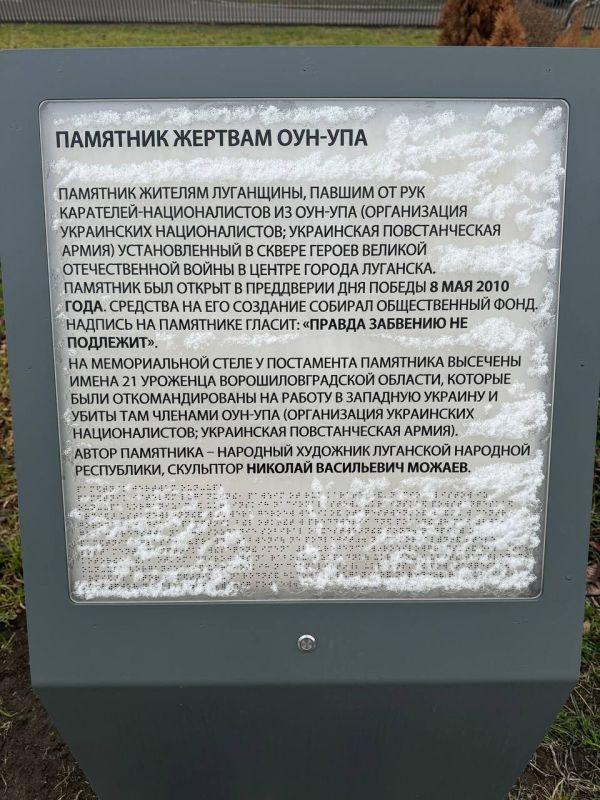 ПАМЯТНИК ЖЕРТВАМ ОУН-УПА
ПАМЯТНИК ЖИТЕЛЯМ ЛУГАНЩИНЫ, ПАВШИМ ОТ РУК
КАРАТЕЛЕЙ-НАЦИОНАЛИСТОВ ИЗ ОУН-УПА (ОРГАНИЗАЦИЯ
УКРАИНСКИХ НАЦИОНАЛИСТОВ; УКРАИНСКАЯ ПОВСТАНЧЕСКАЯ
АРМИЯ) УСТАНОВЛЕННЫЙ В СКВЕРЕ ГЕРОЕВ ВЕЛИКОЙ
ОТЕЧЕСТВЕННОЙ ВОЙНЫ В ЦЕНТРЕ ГОРОДА ЛУГАНСКА.
ПАМЯТНИК БЫЛ ОТКРЫТ В ПРЕДДВЕРИИ ДНЯ ПОБЕДЫ 8 МАЯ 2010
ГОДА. СРЕДСТВА НА ЕГО СОЗДАНИЕ СОБИРАЛ ОБЩЕСТВЕННЫЙ ФОНД.
НАДПИСЬ НА ПАМЯТНИКЕ ГЛАСИТ: «ПРАВДА ЗАБВЕНИЮ НЕ
ПОДЛЕЖИТ».
НА МЕМОРИАЛЬНОЙ СТЕЛЕ У ПОСТАМЕНТА ПАМЯТНИКА ВЫСЕЧЕНЫ
ИМЕНА 21 УРОЖЕНЦА ВОРОШИЛОВГРАДСКОЙ ОБЛАСТИ, КОТОРЫЕ
БЫЛИ ОТКОМАНДИРОВАНЫ НА РАБОТУ В ЗАПАДНУЮ УКРАИНУ И
УБИТЫ ТАМ ЧЛЕНАМИ ОУН-УПА (ОРГАНИЗАЦИЯ УКРАИНСКИХ
НАЦИОНАЛИСТОВ; УКРАИНСКАЯ ПОВСТАНЧЕСКАЯ АРМИЯ).
АВТОР ПАМЯТНИКА – НАРОДНЫЙ ХУДОЖНИК ЛУГАНСКОЙ НАРОДНОЙ
РЕСПУБЛИКИ, СКУЛЬПТОР НИКОЛАЙ ВАСИЛЬЕВИЧ МОЖАЕВ.